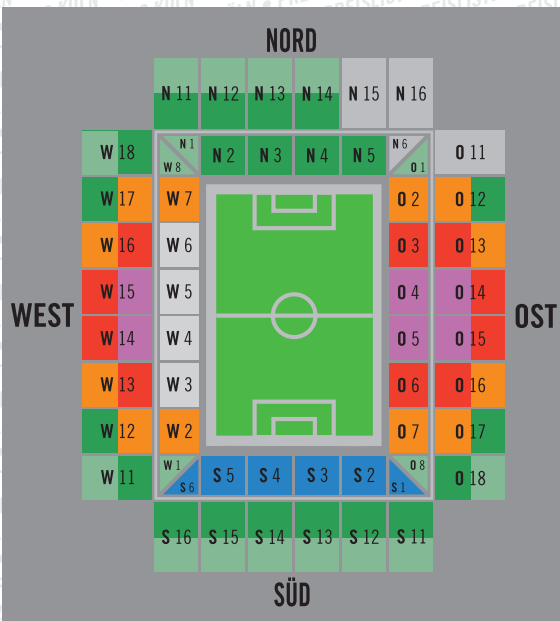 NORD
N 11 N 12 N 13 N 14 N 15 N 16
W 18 N 1 W 8 N 2 N 3 N 4 N 5 N 6 O 1 O 11
W 17 W 7 O 2 O 12
W 16 W 6 O 3 O 13
W 15 W 5 O 4 O 14
WEST OST
W 14 W 4 O 5 O 15
W 13 W 3 O 6 O 16
W 12 W 2 O 7 O 17
W 11 W 1 S 6 S 5 S 4 S 3 S 2 S 1 O 8 O 18
S 16 S 15 S 14 S 13 S 12 S 11
SÜD